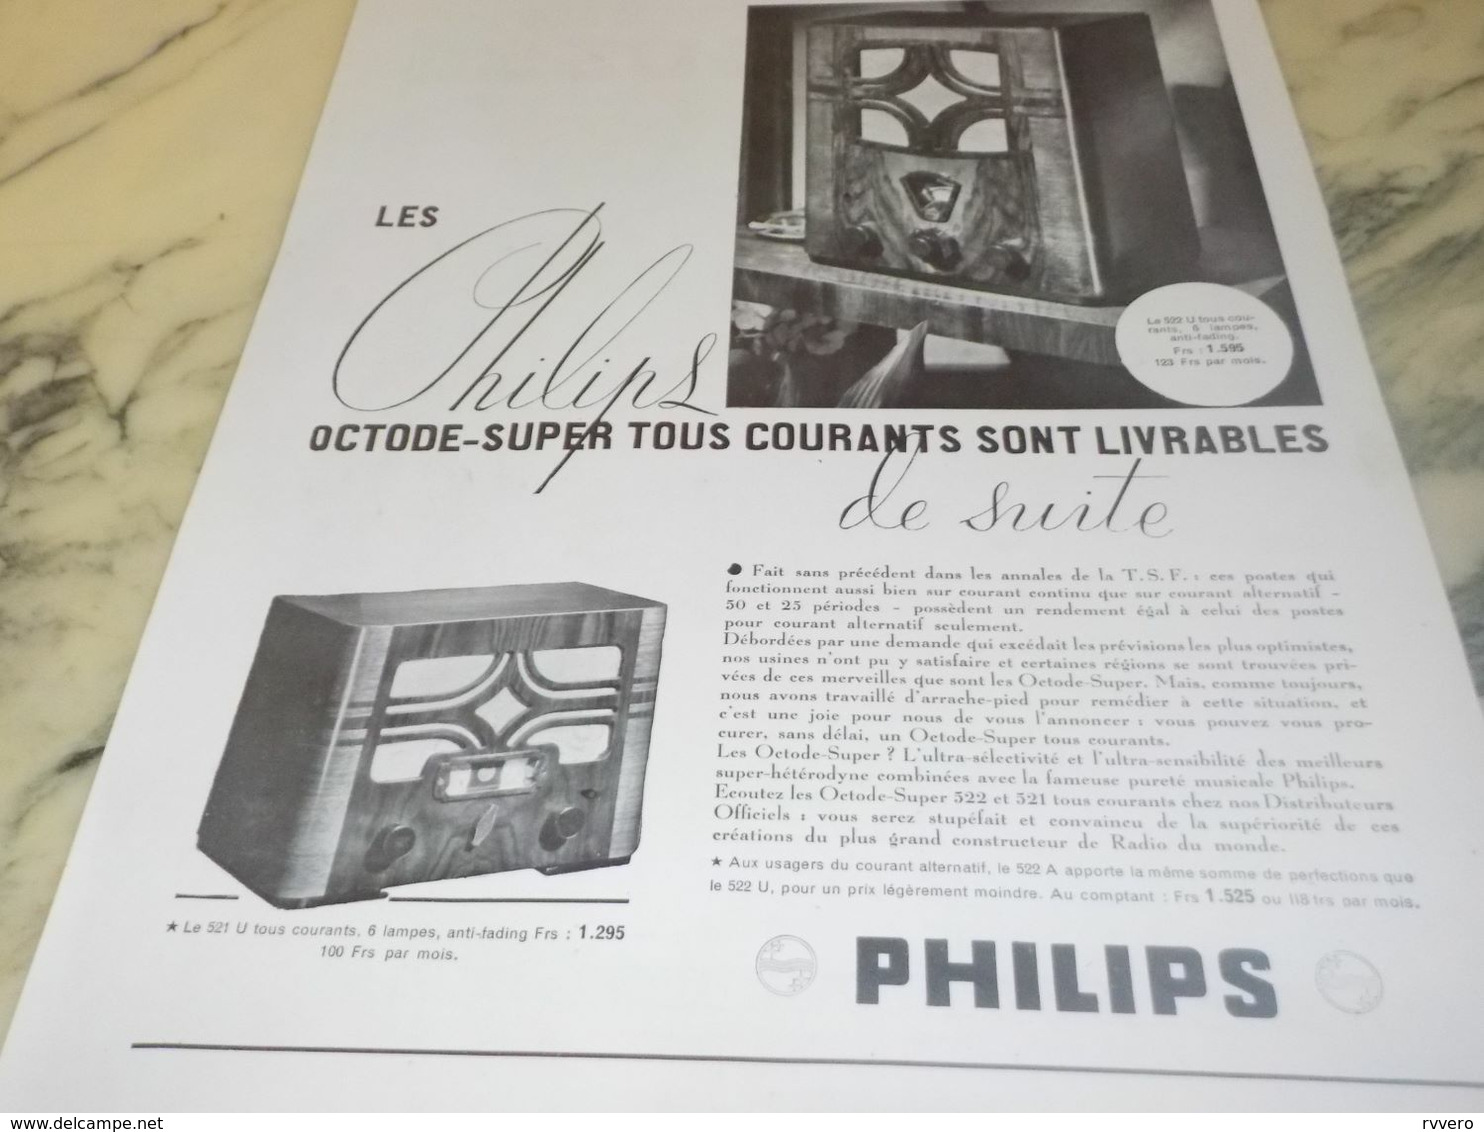 LES
Philips
OCTODE-SUPER TOUS COURANTS SONT LIVRABLES
de suite
Le 522 U tous cou-
rants, 6 lampes,
anti-fading.
Frs : 1.595
123 Frs par mois.
● Fait sans précédent dans les annales de la T.S.F. : ces postes qui
fonctionnent aussi bien sur courant continu que sur courant alternatif -
50 et 25 périodes - possèdent un rendement égal à celui des postes
pour courant alternatif seulement.
Débordées par une demande qui excédait les prévisions les plus optimistes,
nos usines n'ont pu y satisfaire et certaines régions se sont trouvées pri-
vées de ces merveilles que sont les Octode-Super. Mais, comme toujours,
nous avons travaillé d'arrache-pied pour remédier à cette situation, et
c'est une joie pour nous de vous l'annoncer : vous pouvez vous pro-
curer, sans délai, un Octode-Super tous courants.
Les Octode-Super ? L'ultra-sélectivité et l'ultra-sensibilité des meilleurs
super-hétérodyne combinées avec la fameuse pureté musicale Philips.
Ecoutez les Octode-Super 522 et 521 tous courants chez nos Distributeurs
Officiels : vous serez stupéfait et convaincu de la supériorité de ces
créations du plus grand constructeur de Radio du monde.
★ Aux usagers du courant alternatif, le 522 A apporte la même somme de perfections que
le 522 U, pour un prix légèrement moindre. Au comptant : Frs 1.525 ou 118 frs par mois.
★ Le 521 U tous courants, 6 lampes, anti-fading Frs : 1.295
100 Frs par mois.
PHILIPS
delcampe.net
rvvero